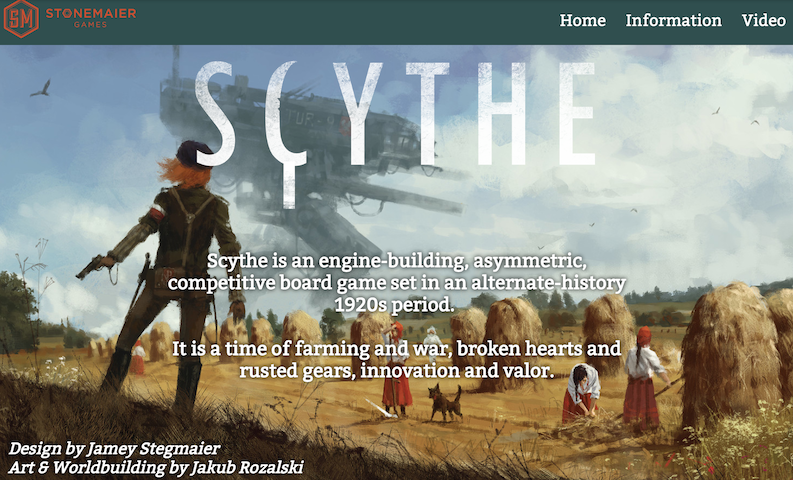 SM STONEMAIER
GAMES
Home Information Video
SCYTHE
Scythe is an engine-building, asymmetric,
competitive board game set in an alternate-history
1920s period.
It is a time of farming and war, broken hearts and
rusted gears, innovation and valor.
Design by Jamey Stegmaier
Art & Worldbuilding by Jakub Rozalski